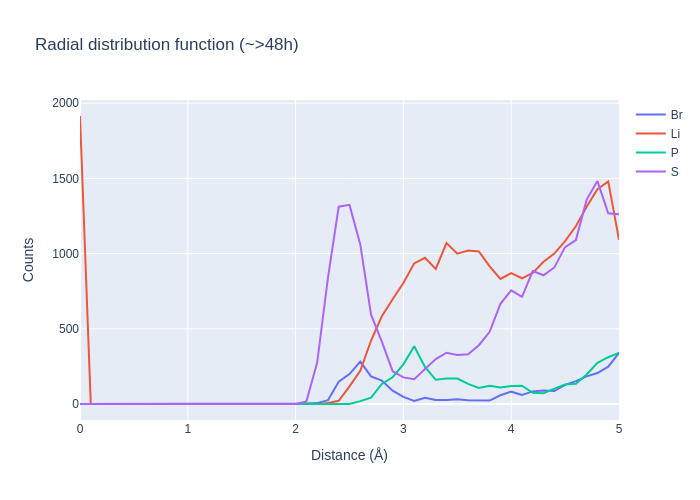 Radial distribution function (~>48h)
2000
1500
1000
500
0
Counts
0 1 2 3 4 5
Distance (Å)
Br
Li
P
S